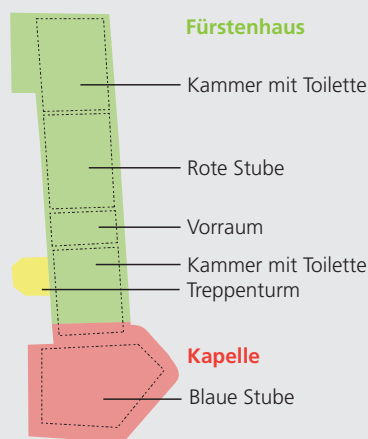 Fürstenhaus
Kammer mit Toilette
Rote Stube
Vorraum
Kammer mit Toilette
Treppenturm
Kapelle
Blaue Stube